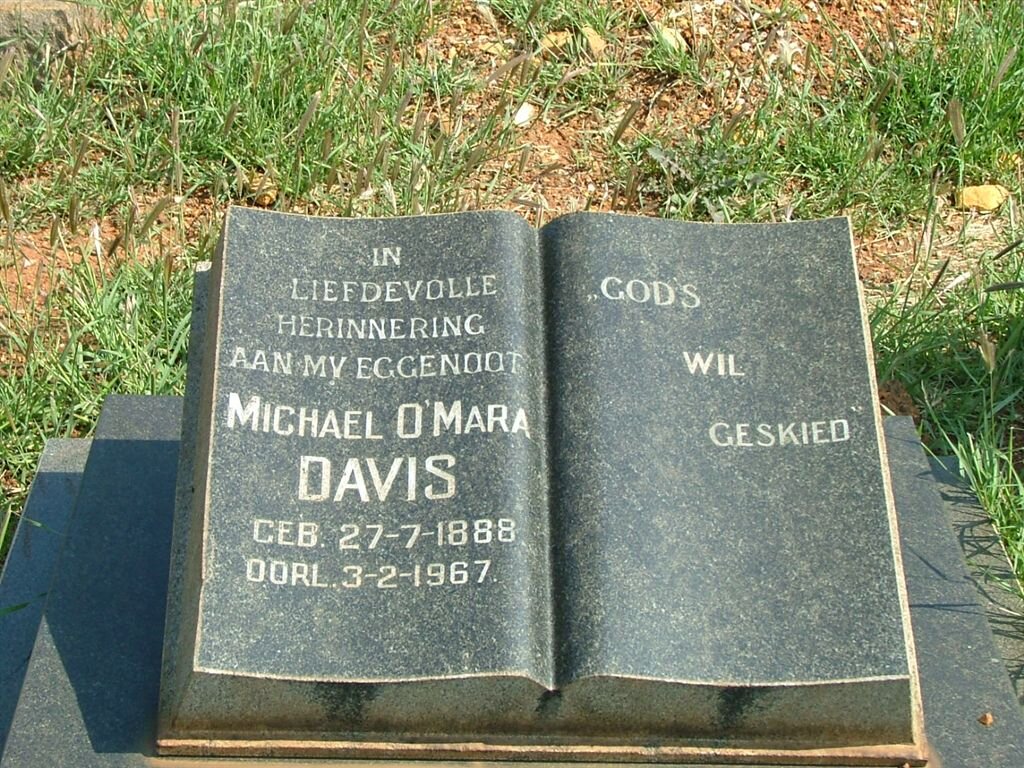 IN
LIEFDEVOLLE
HERINNERING
AAN MY EGGENOOT
MICHAEL O'MARA
DAVIS
GEB. 27-7-1888
OORL. 3-2-1967.
„GOD'S
WIL
GESKIED"